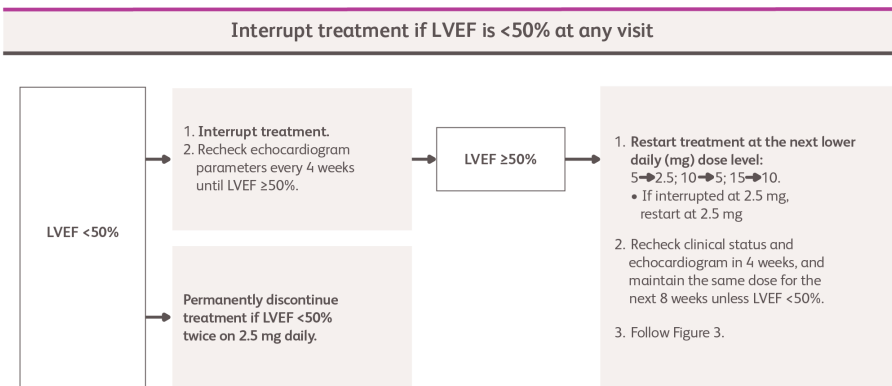 Interrupt treatment if LVEF is <50% at any visit
LVEF <50%
1. Interrupt treatment.
2. Recheck echocardiogram
parameters every 4 weeks
until LVEF ≥50%.
Permanently discontinue
treatment if LVEF <50%
twice on 2.5 mg daily.
LVEF ≥50%
1. Restart treatment at the next lower
daily (mg) dose level:
5➔2.5; 10➔5; 15➔10.
• If interrupted at 2.5 mg,
restart at 2.5 mg
2. Recheck clinical status and
echocardiogram in 4 weeks, and
maintain the same dose for the
next 8 weeks unless LVEF <50%.
3. Follow Figure 3.